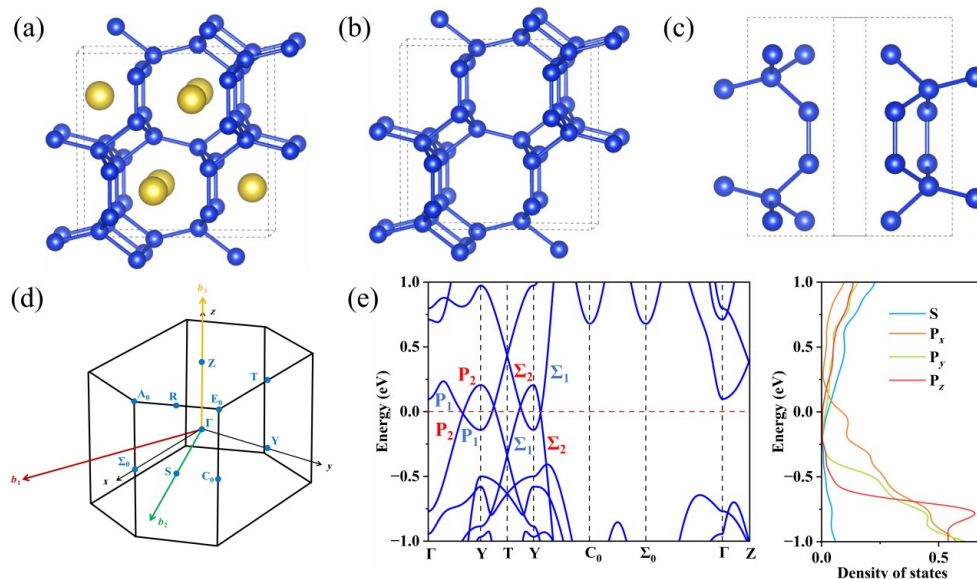 (a)
(b)
(c)
(d)
b₃
z
Z
T
A₀
R
E₀
Γ
Σ₀
x
S
C₀
Y
y
b₁
b₂
(e)
1.0
0.5
0.0
−0.5
−1.0
Energy (eV)
P₂
Σ₂
Σ₁
P₁
P₂
P₁
Σ₁
Σ₂
Γ Y T Y C₀ Σ₀ Γ Z
1.0
0.5
0.0
−0.5
−1.0
Energy (eV)
S
Pₓ
Pᵧ
P_z
0.0 0.5
Density of states